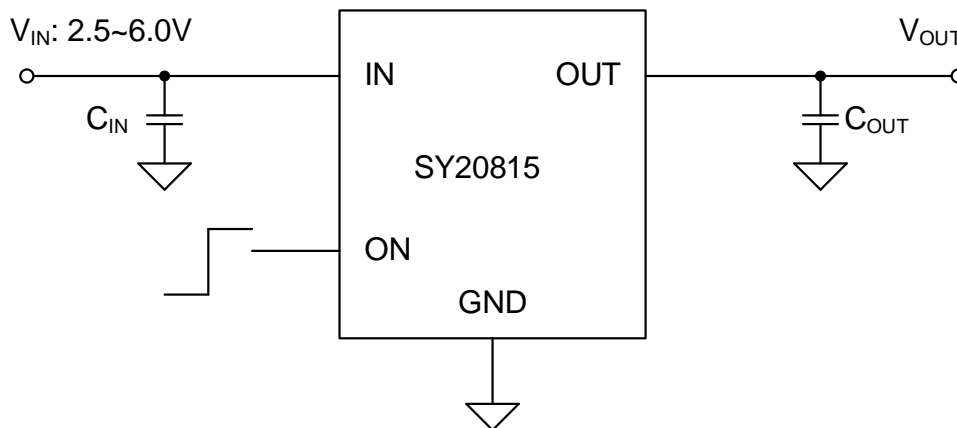 VIN: 2.5~6.0V
VOUT
IN
OUT
CIN
COUT
SY20815
ON
GND